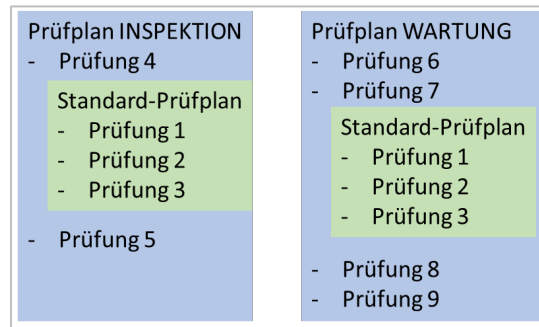 Prüfplan INSPEKTION
- Prüfung 4
Standard-Prüfplan
- Prüfung 1
- Prüfung 2
- Prüfung 3
- Prüfung 5
Prüfplan WARTUNG
- Prüfung 6
- Prüfung 7
Standard-Prüfplan
- Prüfung 1
- Prüfung 2
- Prüfung 3
- Prüfung 8
- Prüfung 9